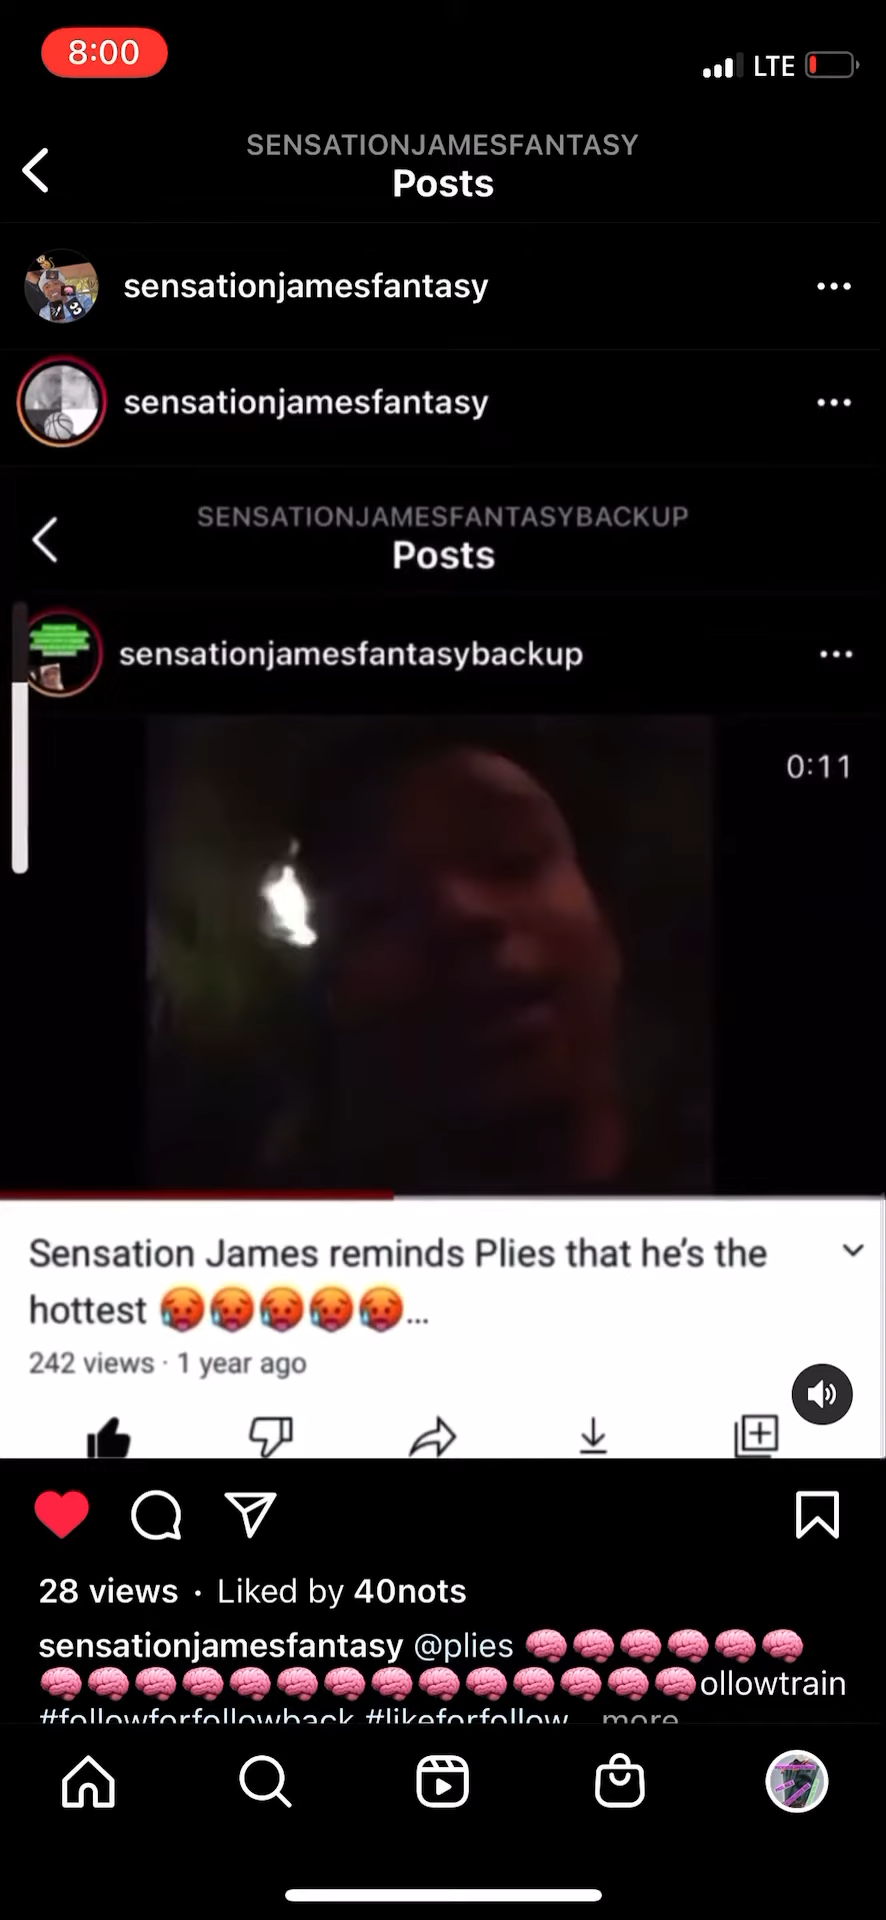 8:00
LTE
SENSATIONJAMESFANTASY
Posts
sensationjamesfantasy
sensationjamesfantasy
SENSATIONJAMESFANTASYBACKUP
Posts
sensationjamesfantasybackup
0:11
Sensation James reminds Plies that he's the
hottest 🥵🥵🥵🥵🥵...
242 views · 1 year ago
28 views · Liked by 40nots
sensationjamesfantasy @plies 🧠🧠🧠🧠🧠🧠
🧠🧠🧠🧠🧠🧠🧠🧠🧠🧠🧠🧠🧠🧠ollowtrain
#followforfollowback #likeforfollow... more